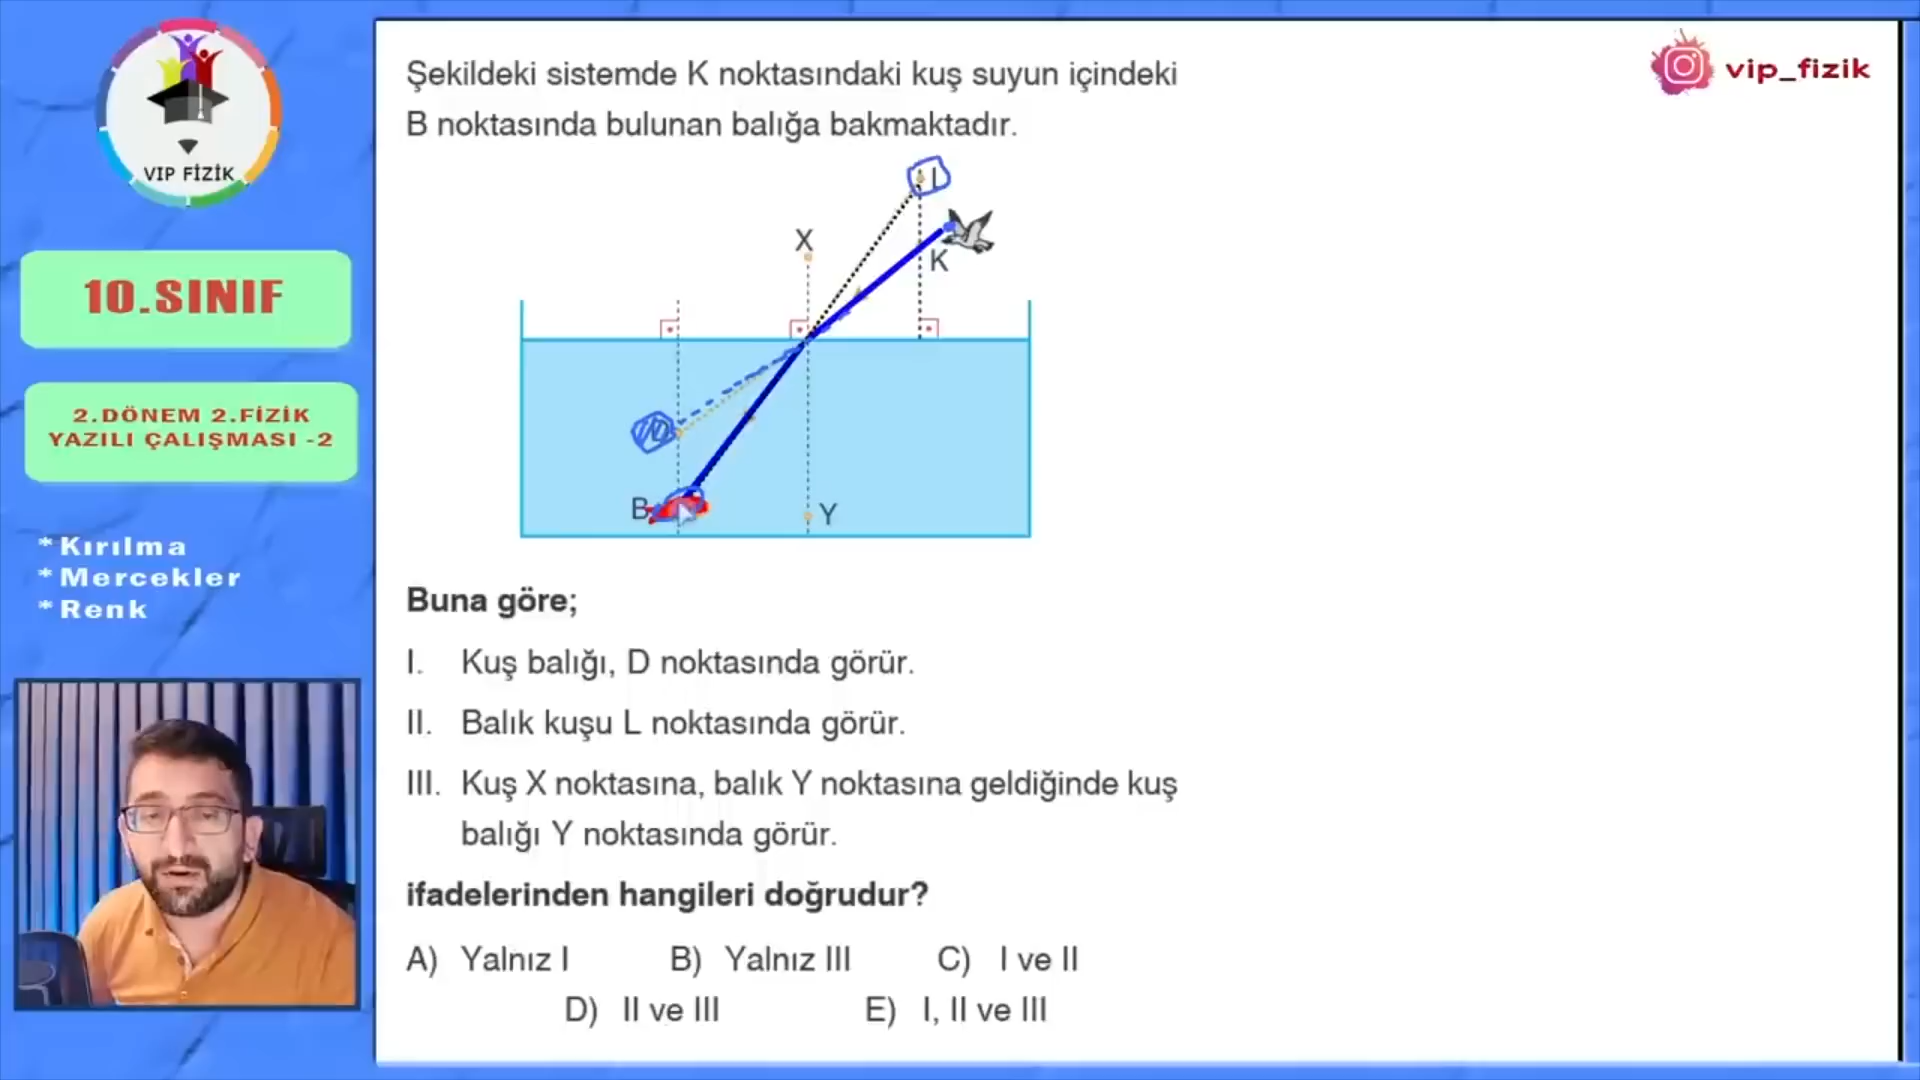 VIP FİZİK
10.SINIF
2.DÖNEM 2.FİZİK
YAZILI ÇALIŞMASI -2
* Kırılma
* Mercekler
* Renk
vip_fizik
Şekildeki sistemde K noktasındaki kuş suyun içindeki
B noktasında bulunan balığa bakmaktadır.
L
X
K
D
B
Y
Buna göre;
I. Kuş balığı, D noktasında görür.
II. Balık kuşu L noktasında görür.
III. Kuş X noktasına, balık Y noktasına geldiğinde kuş
balığı Y noktasında görür.
ifadelerinden hangileri doğrudur?
A) Yalnız I B) Yalnız III C) I ve II
D) II ve III E) I, II ve III